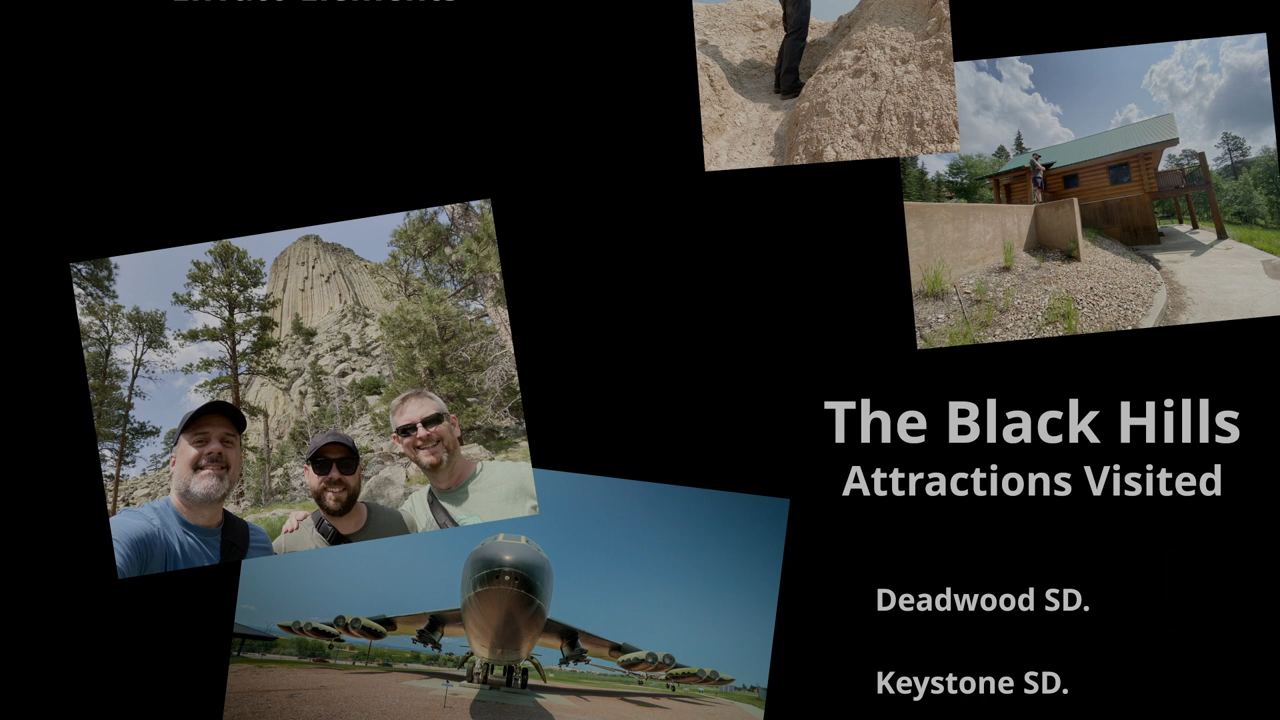 The Black Hills
Attractions Visited
Deadwood SD.
Keystone SD.